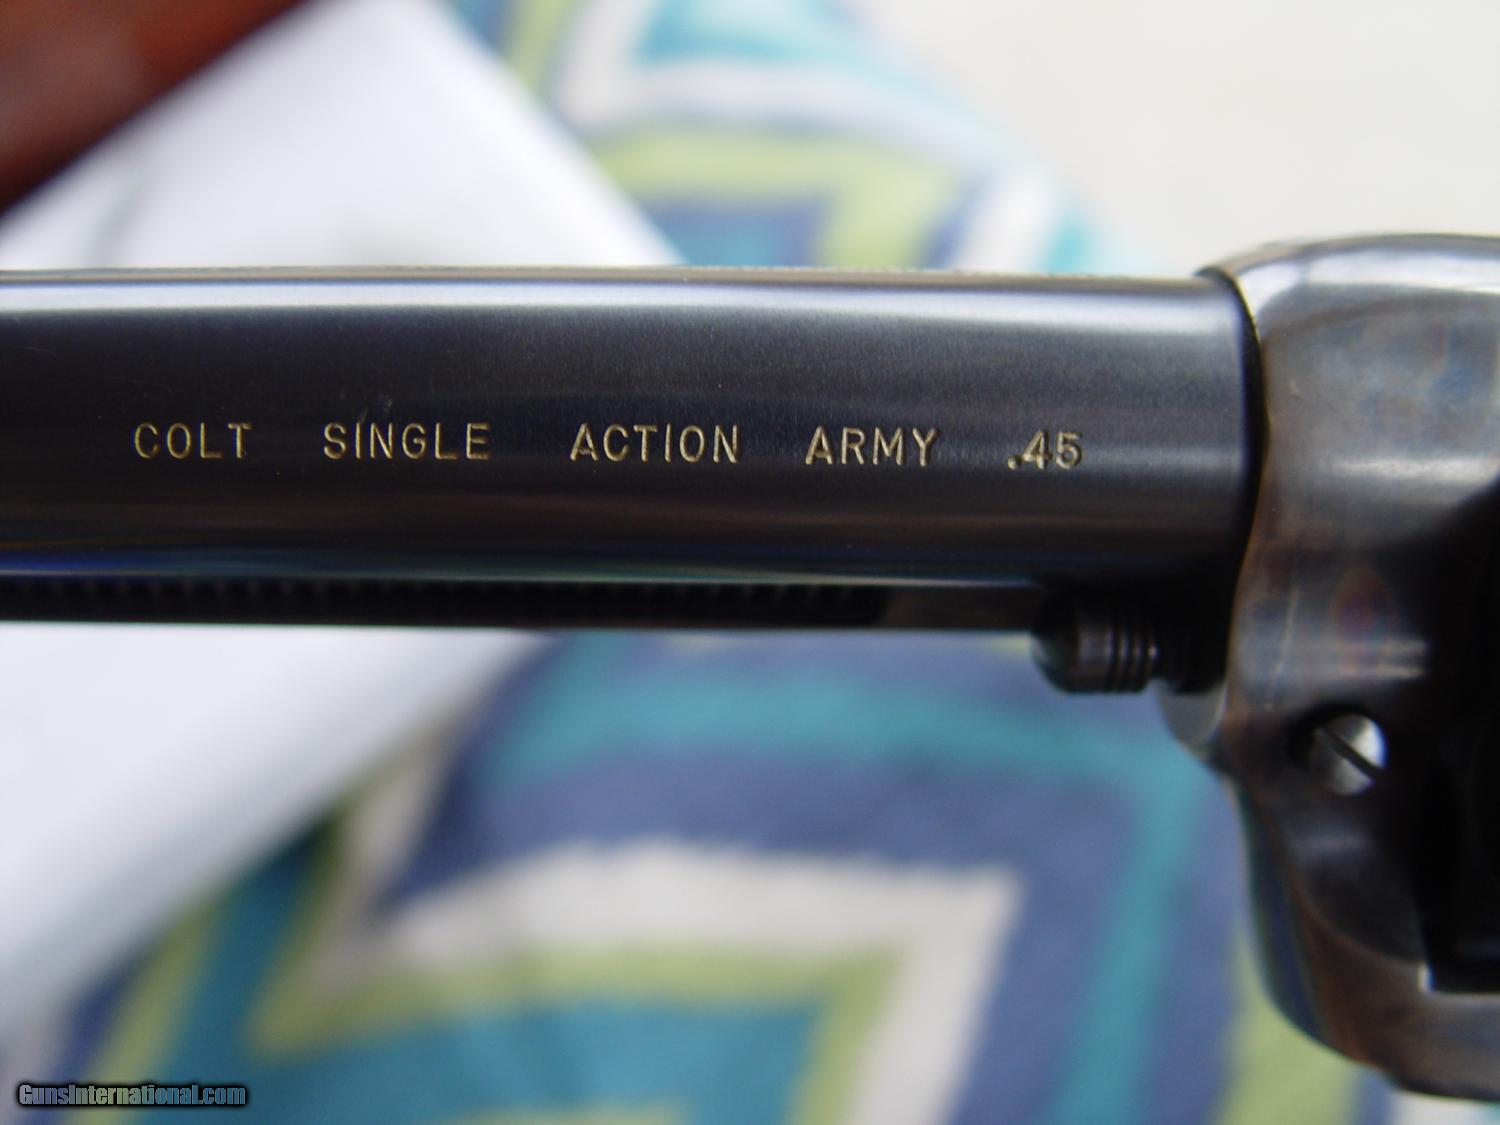 COLT SINGLE ACTION ARMY .45
GunsInternational.com